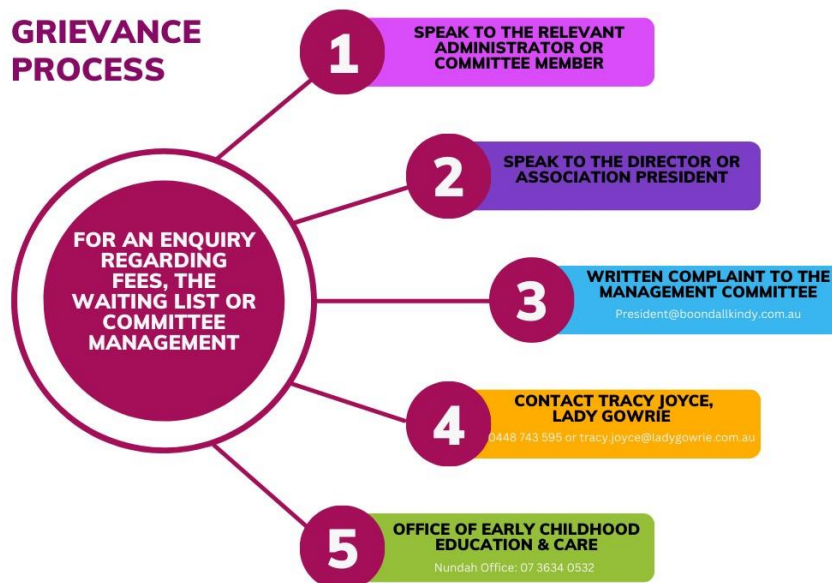 GRIEVANCE
PROCESS
FOR AN ENQUIRY
REGARDING
FEES, THE
WAITING LIST OR
COMMITTEE
MANAGEMENT
1
SPEAK TO THE RELEVANT
ADMINISTRATOR OR
COMMITTEE MEMBER
2
SPEAK TO THE DIRECTOR OR
ASSOCIATION PRESIDENT
3
WRITTEN COMPLAINT TO THE
MANAGEMENT COMMITTEE
President@boondallkindy.com.au
4
CONTACT TRACY JOYCE,
LADY GOWRIE
0448 743 595 or tracy.joyce@ladygowrie.com.au
5
OFFICE OF EARLY CHILDHOOD
EDUCATION & CARE
Nundah Office: 07 3634 0532